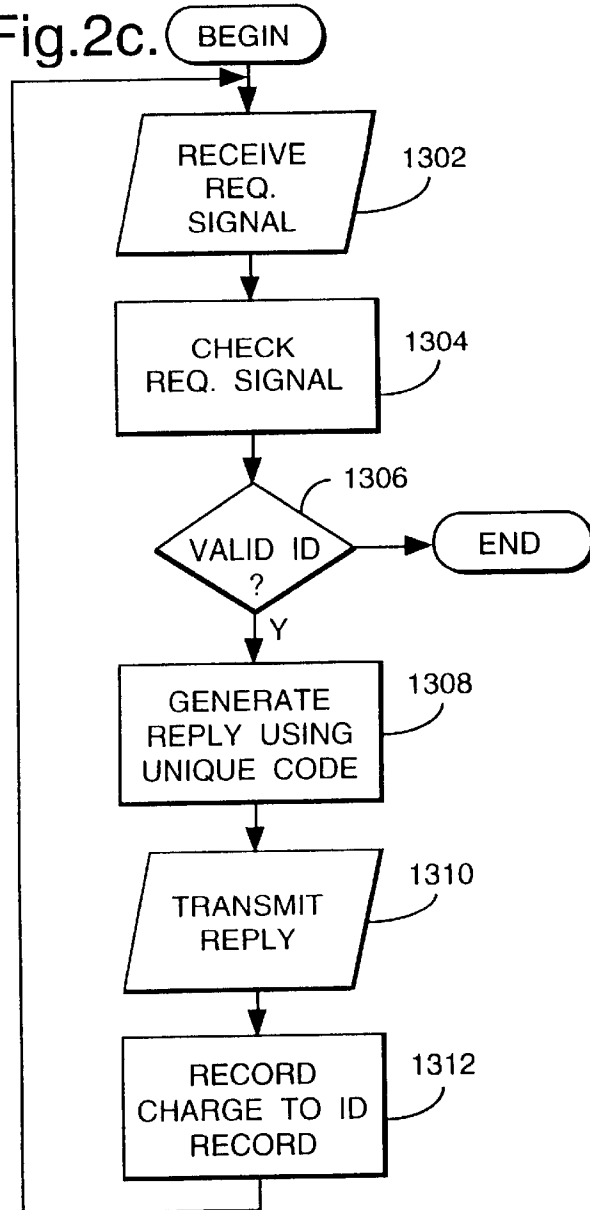 Fig.2c.
BEGIN
RECEIVE
REQ.
SIGNAL
1302
CHECK
REQ. SIGNAL
1304
1306
VALID ID
?
END
Y
GENERATE
REPLY USING
UNIQUE CODE
1308
TRANSMIT
REPLY
1310
RECORD
CHARGE TO ID
RECORD
1312